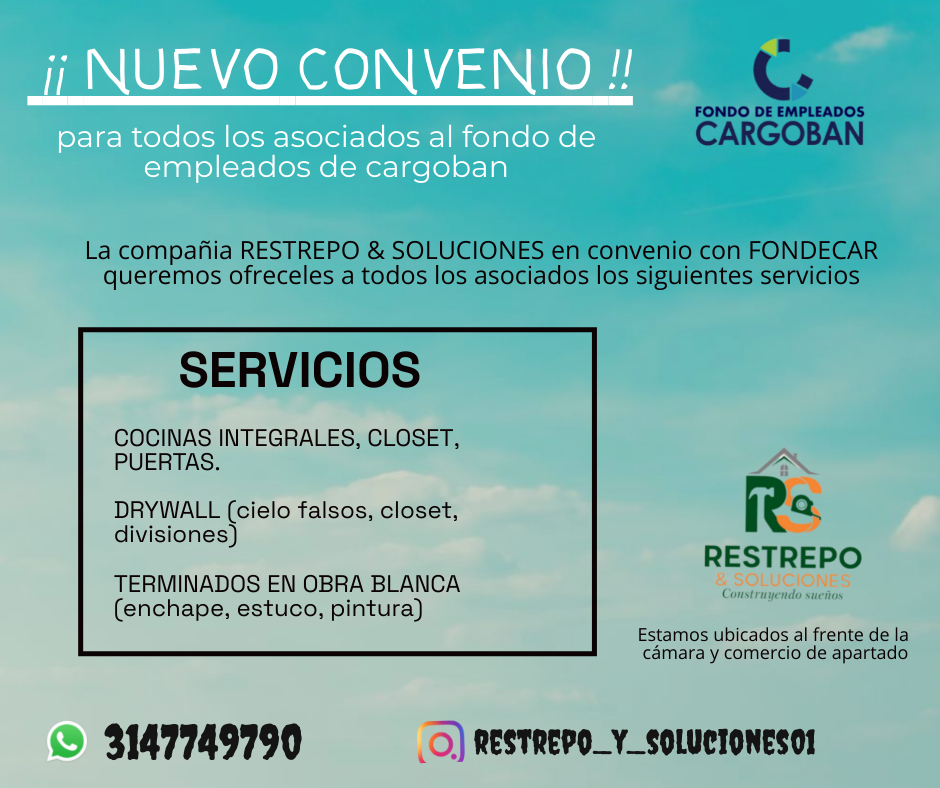 ¡¡ NUEVO CONVENIO !!
para todos los asociados al fondo de
empleados de cargoban
FONDO DE EMPLEADOS
CARGOBAN
La compañia RESTREPO & SOLUCIONES en convenio con FONDECAR
queremos ofreceles a todos los asociados los siguientes servicios
SERVICIOS
COCINAS INTEGRALES, CLOSET,
PUERTAS.
DRYWALL (cielo falsos, closet,
divisiones)
TERMINADOS EN OBRA BLANCA
(enchape, estuco, pintura)
RS
RESTREPO
& SOLUCIONES
Construyendo sueños
Estamos ubicados al frente de la
cámara y comercio de apartado
3147749790
RESTREPO_Y_SOLUCIONES01